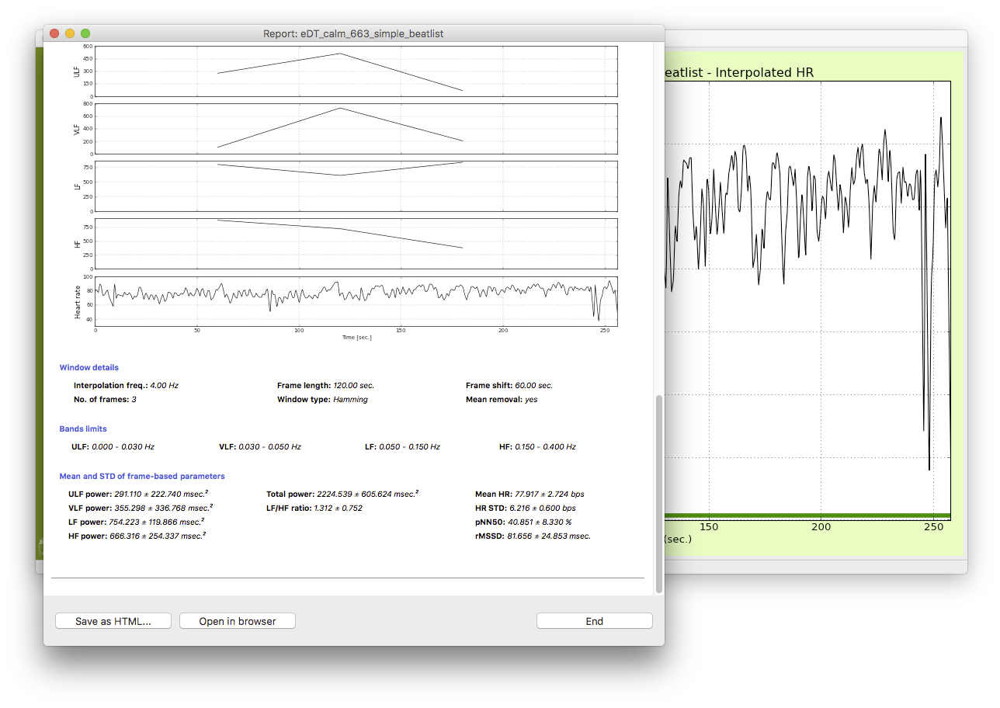 Report: eDT_calm_663_simple_beatlist
eatlist - Interpolated HR
600
450
300
150
0
ULF
800
600
400
200
0
VLF
750
500
250
0
LF
750
500
250
0
HF
100
80
60
40
Heart rate
0 50 100 150 200 250
Time [sec.]
150 200 250
(sec.)
Window details
Interpolation freq.: 4.00 Hz Frame length: 120.00 sec. Frame shift: 60.00 sec.
No. of frames: 3 Window type: Hamming Mean removal: yes
Bands limits
ULF: 0.000 - 0.030 Hz VLF: 0.030 - 0.050 Hz LF: 0.050 - 0.150 Hz HF: 0.150 - 0.400 Hz
Mean and STD of frame-based parameters
ULF power: 291.110 ± 222.740 msec.² Total power: 2224.539 ± 605.624 msec.² Mean HR: 77.917 ± 2.724 bps
VLF power: 355.298 ± 336.768 msec.² LF/HF ratio: 1.312 ± 0.752 HR STD: 6.216 ± 0.600 bps
LF power: 754.223 ± 119.866 msec.² pNN50: 40.851 ± 8.330 %
HF power: 666.316 ± 254.337 msec.² rMSSD: 81.656 ± 24.853 msec.
Save as HTML... Open in browser End